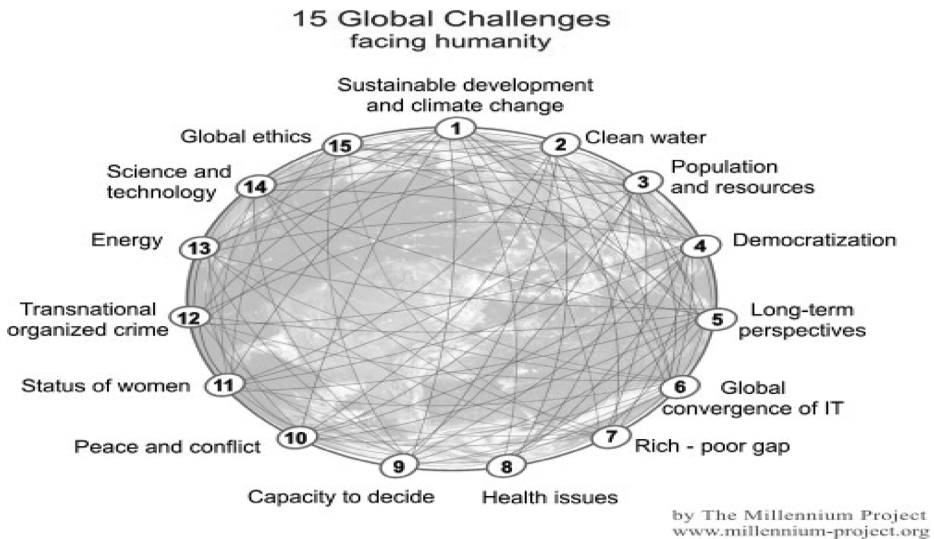 15 Global Challenges
facing humanity
Sustainable development
and climate change
1
2
Clean water
3
Population
and resources
4
Democratization
5
Long-term
perspectives
6
Global
convergence of IT
7
Rich - poor gap
8
Health issues
9
Capacity to decide
10
Peace and conflict
11
Status of women
12
Transnational
organized crime
13
Energy
14
Science and
technology
15
Global ethics
by The Millennium Project
www.millennium-project.org